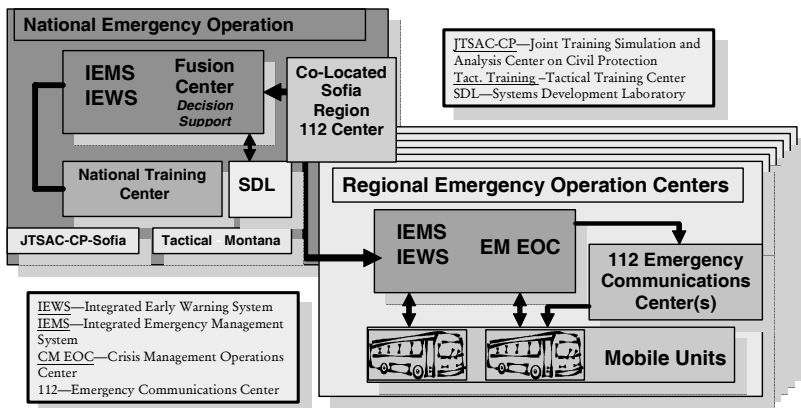 National Emergency Operation
IEMS
IEWS
Fusion
Center
Decision
Support
Co-Located
Sofia
Region
112 Center
National Training
Center
SDL
JTSAC-CP-Sofia
Tactical - Montana
JTSAC-CP—Joint Training Simulation and
Analysis Center on Civil Protection
Tact. Training –Tactical Training Center
SDL—Systems Development Laboratory
Regional Emergency Operation Centers
IEMS
IEWS
EM EOC
112 Emergency
Communications
Center(s)
Mobile Units
IEWS—Integrated Early Warning System
IEMS—Integrated Emergency Management
System
CM EOC—Crisis Management Operations
Center
112—Emergency Communications Center